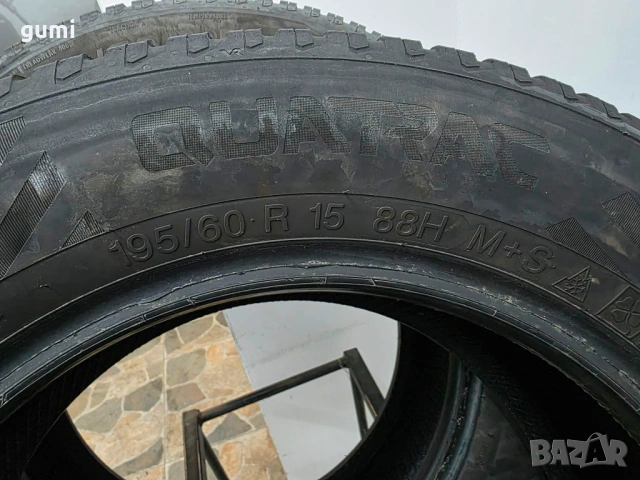 gumi
QUATRAC
195/60 R 15 88H M+S
BAZAR